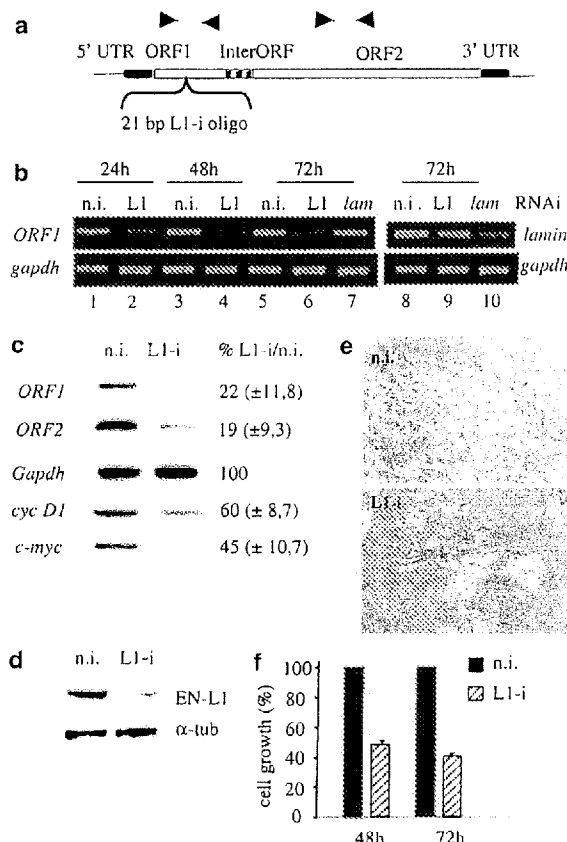 a
5' UTR ORF1 InterORF ORF2 3' UTR
21 bp L1-i oligo
b
24h 48h 72h 72h
n.i. L1 n.i. L1 n.i. L1 lam n.i. L1 lam RNAi
ORF1 lamin
gapdh gapdh
1 2 3 4 5 6 7 8 9 10
c
n.i. L1-i % L1-i/n.i.
ORF1 22 (±11,8)
ORF2 19 (±9,3)
Gapdh 100
cyc D1 60 (± 8,7)
c-myc 45 (± 10,7)
e
n.i.
L1-i
d
n.i. L1-i
EN-L1
α-tub
f
n.i.
L1-i
cell growth (%)
100
80
60
40
20
0
48h 72h